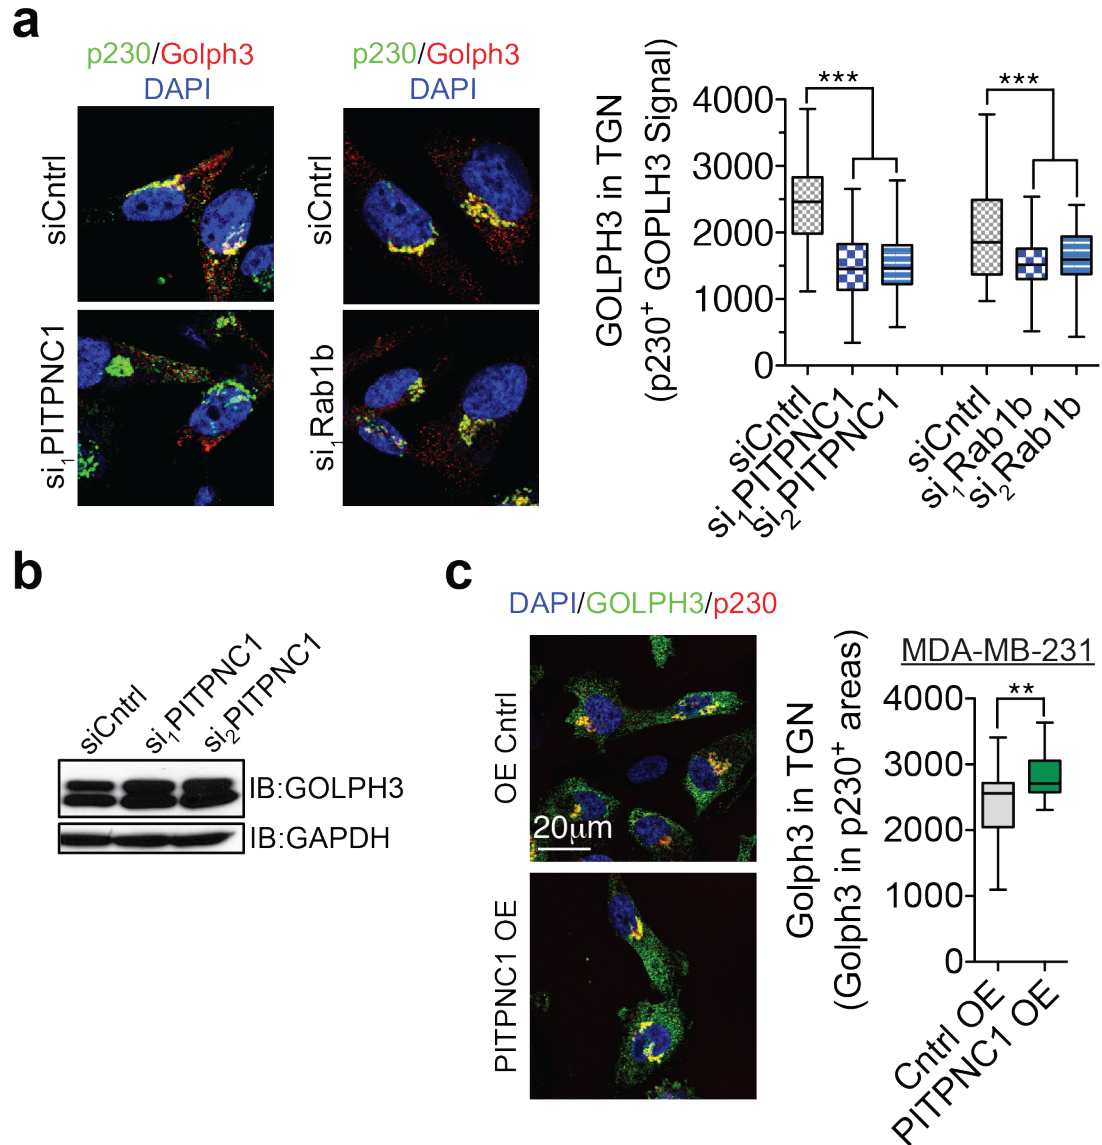 a
p230/Golph3
DAPI
p230/Golph3
DAPI
siCntrl
si1PITPNC1
siCntrl
si1Rab1b
GOLPH3 in TGN
(p230+ GOPLH3 Signal)
4000
3000
2000
1000
0
***
***
siCntrl
si1PITPNC1
si2PITPNC1
siCntrl
si1Rab1b
si2Rab1b
b
siCntrl
si1PITPNC1
si2PITPNC1
IB:GOLPH3
IB:GAPDH
c
DAPI/GOLPH3/p230
OE Cntrl
20µm
PITPNC1 OE
Golph3 in TGN
(Golph3 in p230+ areas)
MDA-MB-231
**
4000
3000
2000
1000
0
Cntrl OE
PITPNC1 OE